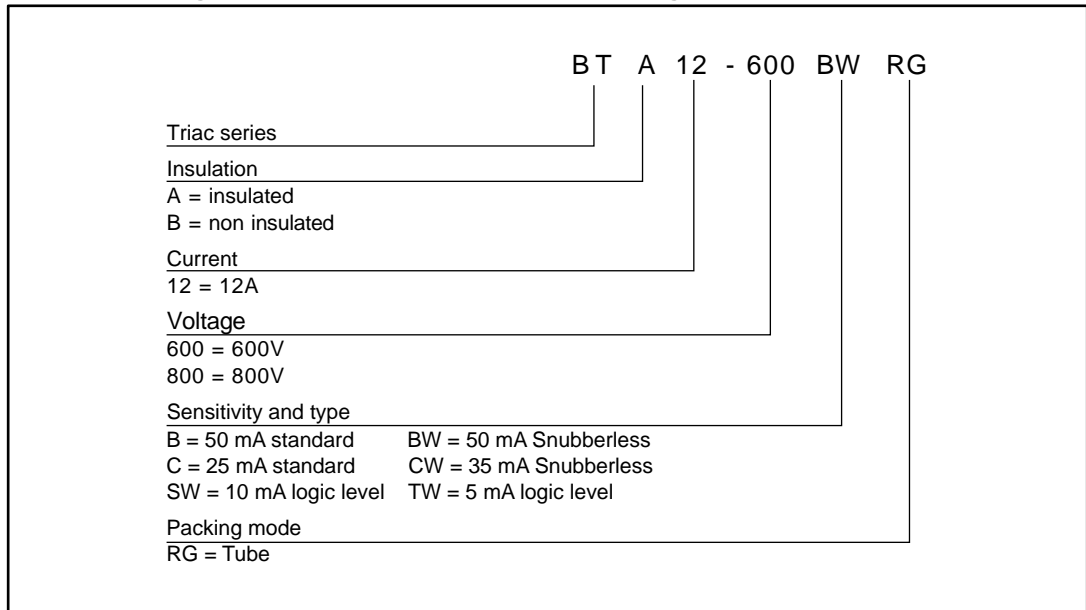 BT A 12 - 600 BW RG
Triac series
Insulation
A = insulated
B = non insulated
Current
12 = 12A
Voltage
600 = 600V
800 = 800V
Sensitivity and type
B = 50 mA standard BW = 50 mA Snubberless
C = 25 mA standard CW = 35 mA Snubberless
SW = 10 mA logic level TW = 5 mA logic level
Packing mode
RG = Tube